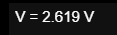 V = 2.619 V